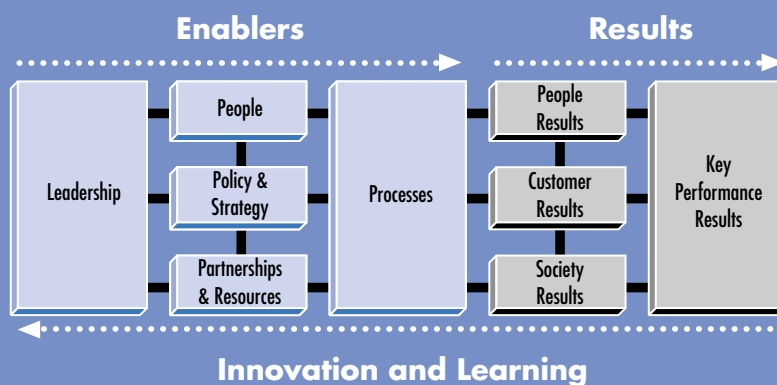 Enablers
Results
Leadership
People
Policy &
Strategy
Partnerships
& Resources
Processes
People
Results
Customer
Results
Society
Results
Key
Performance
Results
Innovation and Learning